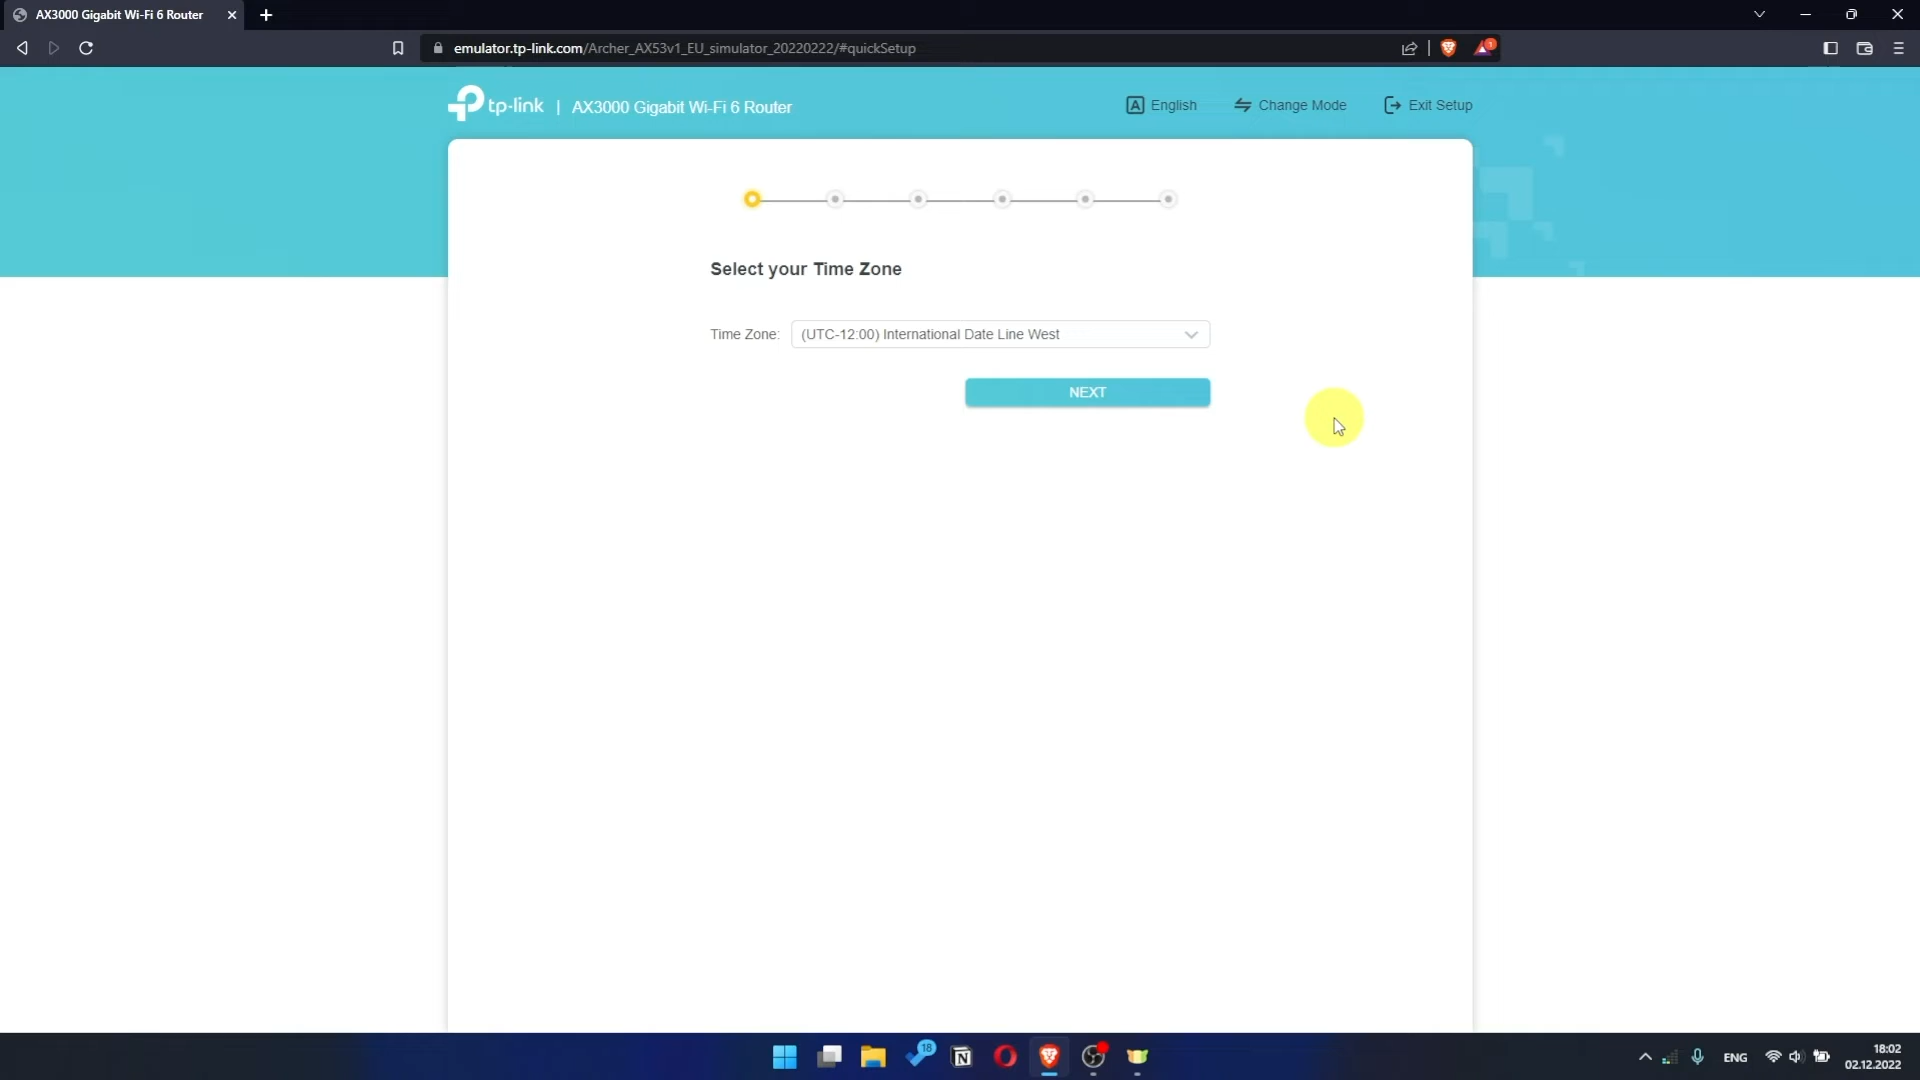 AX3000 Gigabit Wi-Fi 6 Router
emulator.tp-link.com/Archer_AX53v1_EU_simulator_20220222/#quickSetup
1
tp-link | AX3000 Gigabit Wi-Fi 6 Router
A English
Change Mode
Exit Setup
Select your Time Zone
Time Zone: (UTC-12:00) International Date Line West
NEXT
18
N
ENG
18:02
02.12.2022